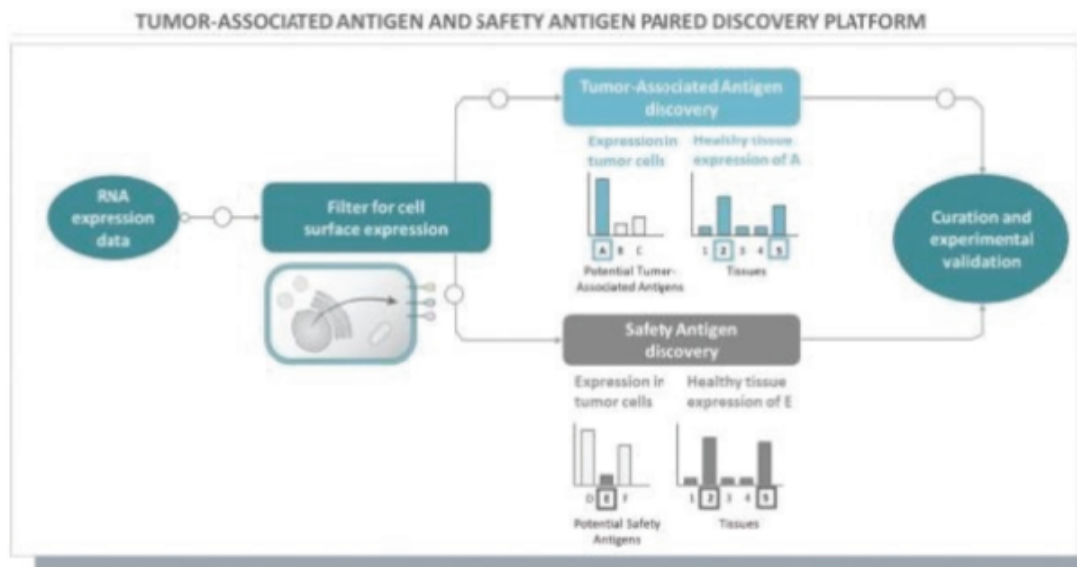 TUMOR-ASSOCIATED ANTIGEN AND SAFETY ANTIGEN PAIRED DISCOVERY PLATFORM
RNA
expression
data
Filter for cell
surface expression
Tumor-Associated Antigen
discovery
Expression in
tumor cells
Healthy tissue
expression of A
A B C
Potential Tumor-
Associated Antigens
1 2 3 4 5
Tissues
Safety Antigen
discovery
Expression in
tumor cells
Healthy tissue
expression of E
D E F
Potential Safety
Antigens
1 2 3 4 5
Tissues
Curation and
experimental
validation